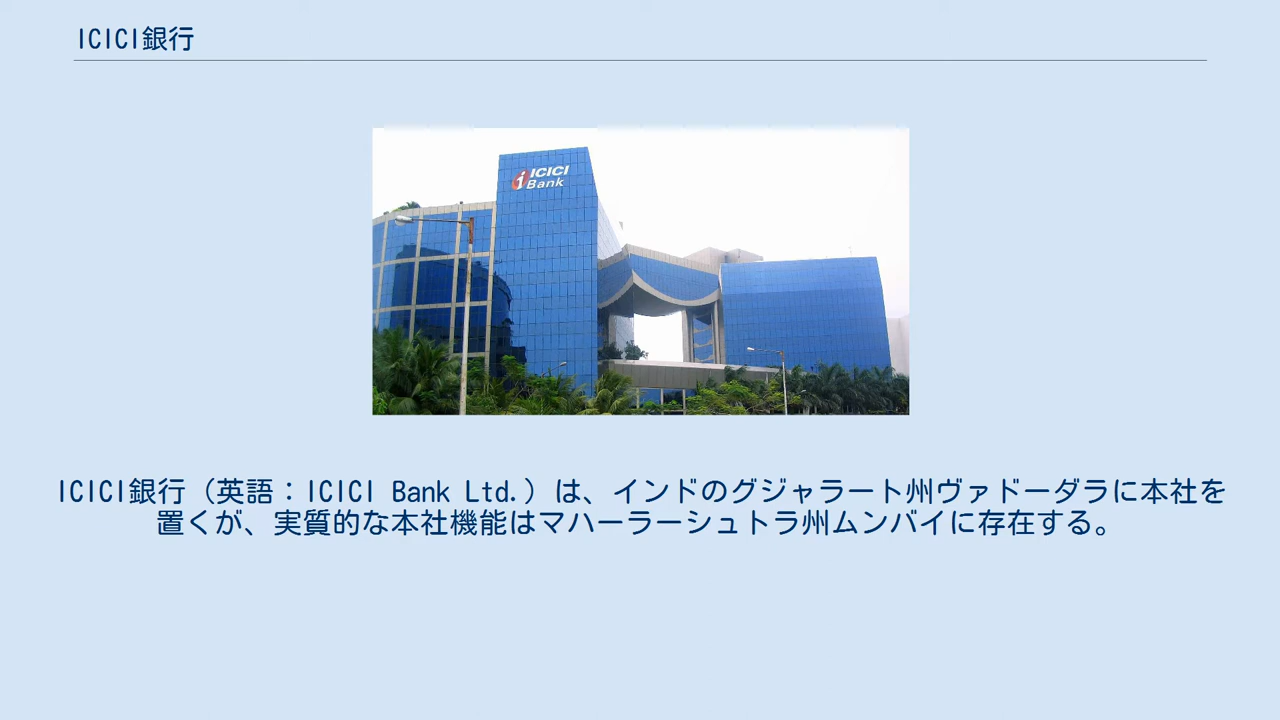 ICICI銀行
ICICI
Bank
ICICI銀行（英語：ICICI Bank Ltd.）は、インドのグジャラート州ヴァドーダラに本社を
置くが、実質的な本社機能はマハーラーシュトラ州ムンバイに存在する。